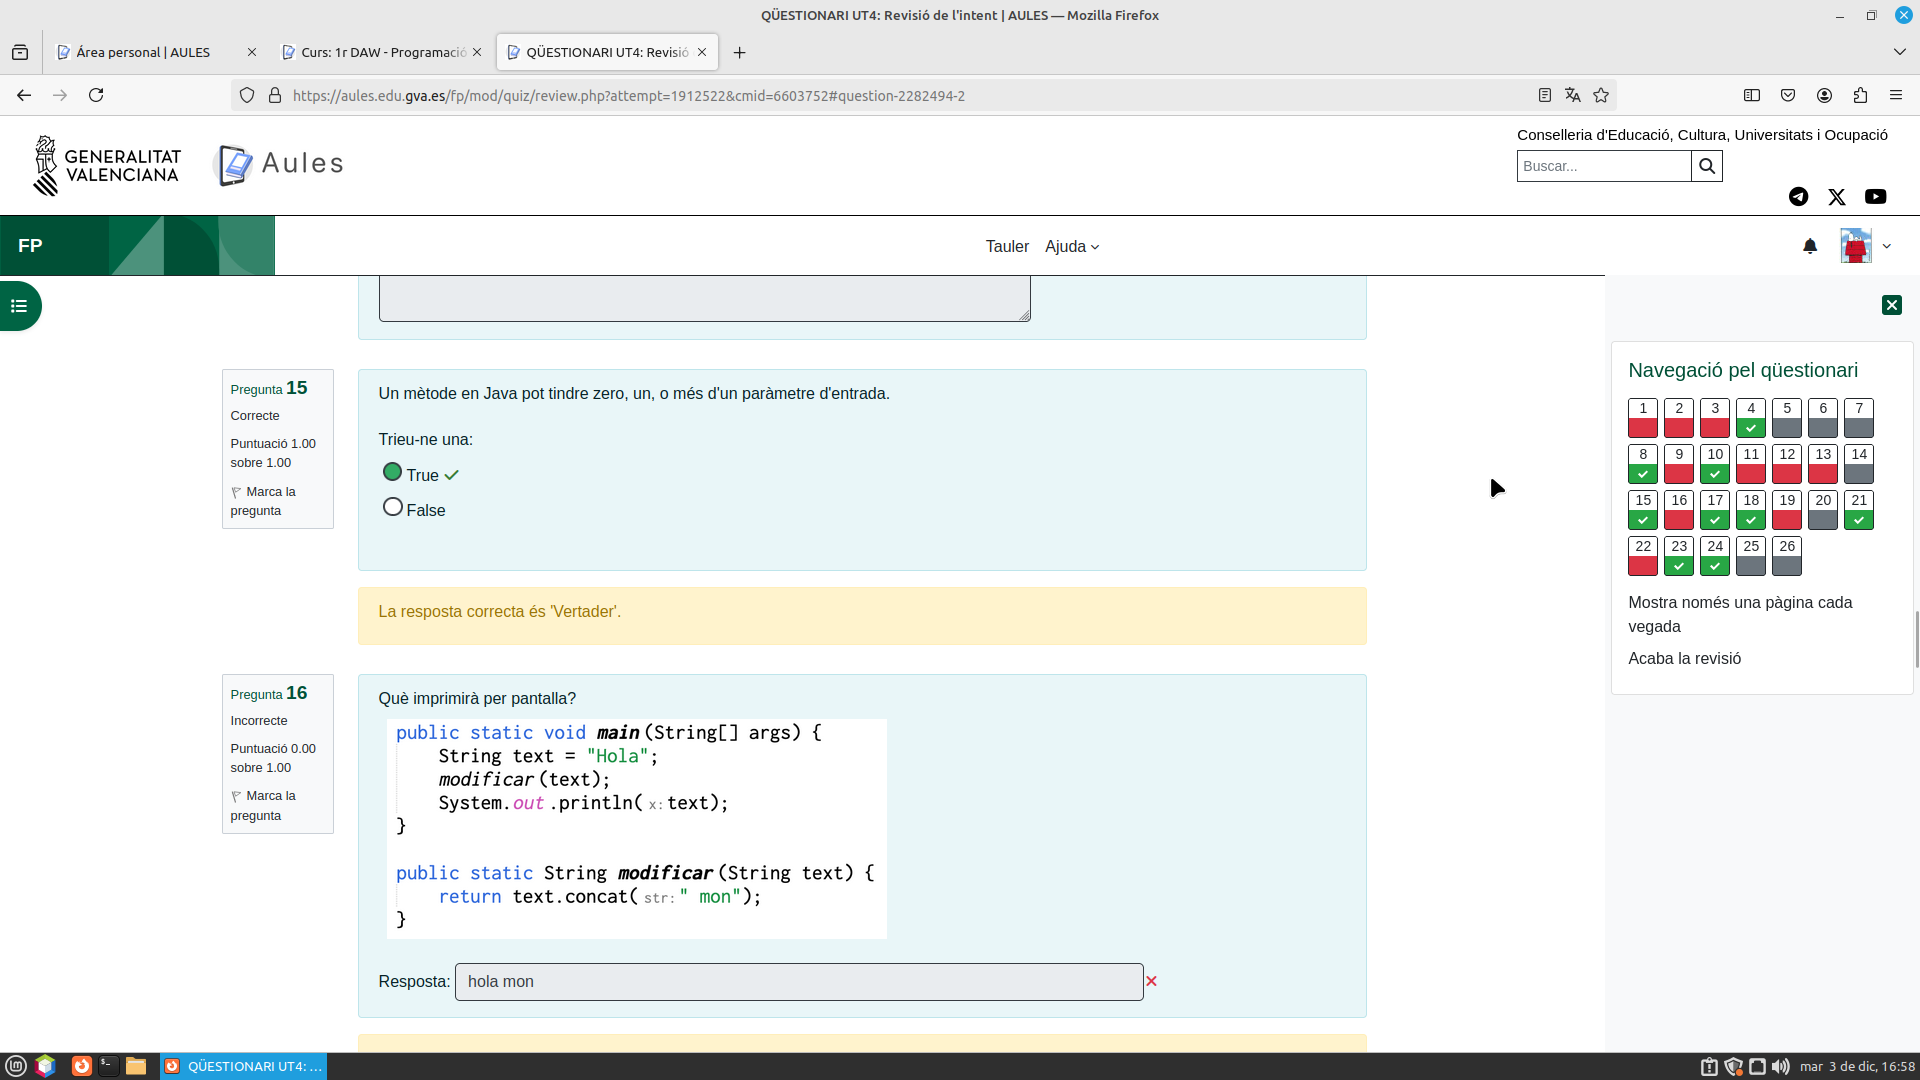 QÜESTIONARI UT4: Revisió de l'intent | AULES — Mozilla Firefox
Área personal | AULES
Curs: 1r DAW - Programació
QÜESTIONARI UT4: Revisió
https://aules.edu.gva.es/fp/mod/quiz/review.php?attempt=1912522&cmid=6603752#question-2282494-2
GENERALITAT
VALENCIANA
Aules
Conselleria d'Educació, Cultura, Universitats i Ocupació
Buscar...
FP
Tauler
Ajuda
Pregunta 15
Correcte
Puntuació 1.00
sobre 1.00
Marca la
pregunta
Un mètode en Java pot tindre zero, un, o més d'un paràmetre d'entrada.
Trieu-ne una:
True
False
La resposta correcta és 'Vertader'.
Pregunta 16
Incorrecte
Puntuació 0.00
sobre 1.00
Marca la
pregunta
Què imprimirà per pantalla?
public static void main(String[] args) {
String text = "Hola";
modificar(text);
System.out.println( x: text);
}
public static String modificar(String text) {
return text.concat( str: " mon");
}
Resposta: hola mon
Navegació pel qüestionari
1 2 3 4 5 6 7
8 9 10 11 12 13 14
15 16 17 18 19 20 21
22 23 24 25 26
Mostra només una pàgina cada
vegada
Acaba la revisió
QÜESTIONARI UT4: ...
mar 3 de dic, 16:58